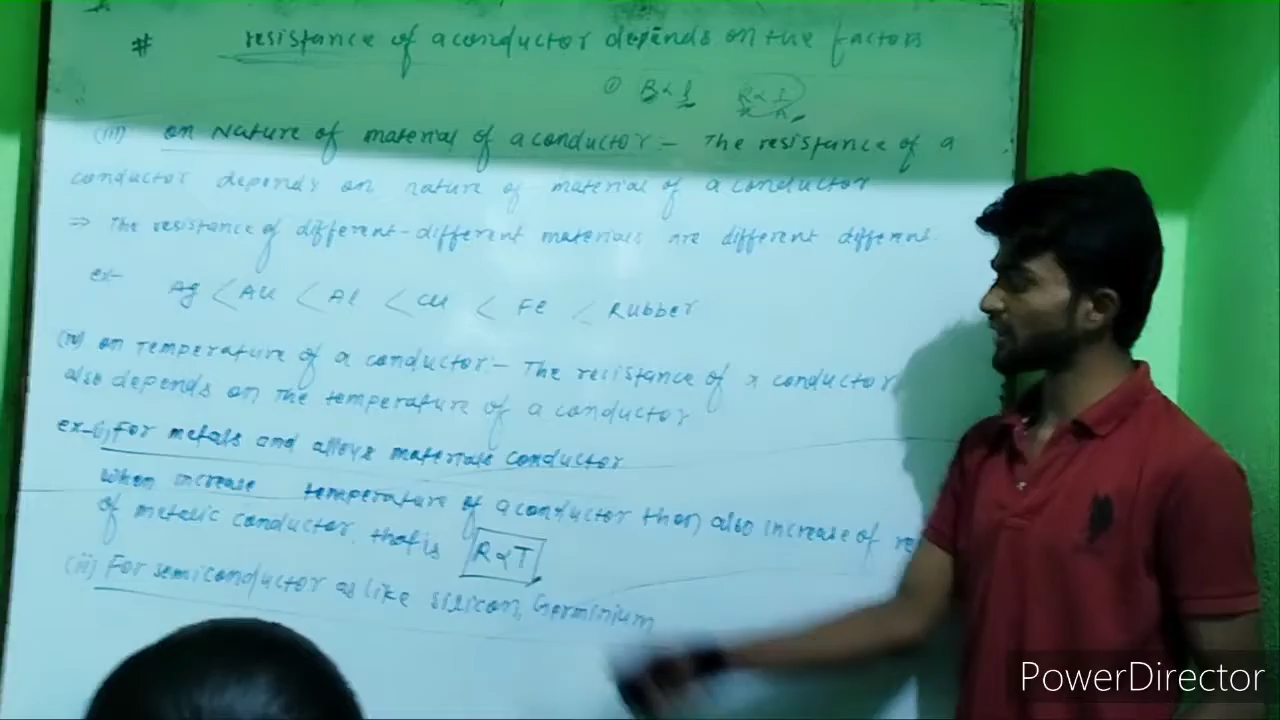 # resistance of a conductor depends on the factors
① R ∝ l R ∝ 1
(iii) on Nature of material of a conductor - The resistance of a
conductor depends on nature of material of a conductor
⇒ The resistance of different-different materials are different different
ex- Ag < Au < Al < Cu < Fe < Rubber
(iv) on Temperature of a conductor:- The resistance of x conductor
also depends on the temperature of a conductor
ex-(i) For metals and alloys materials conductor
when increase temperature of a conductor then also increase of re
of metalic conductor. that is R∝T
(ii) For semiconductor as like silicon, Germinium
PowerDirector